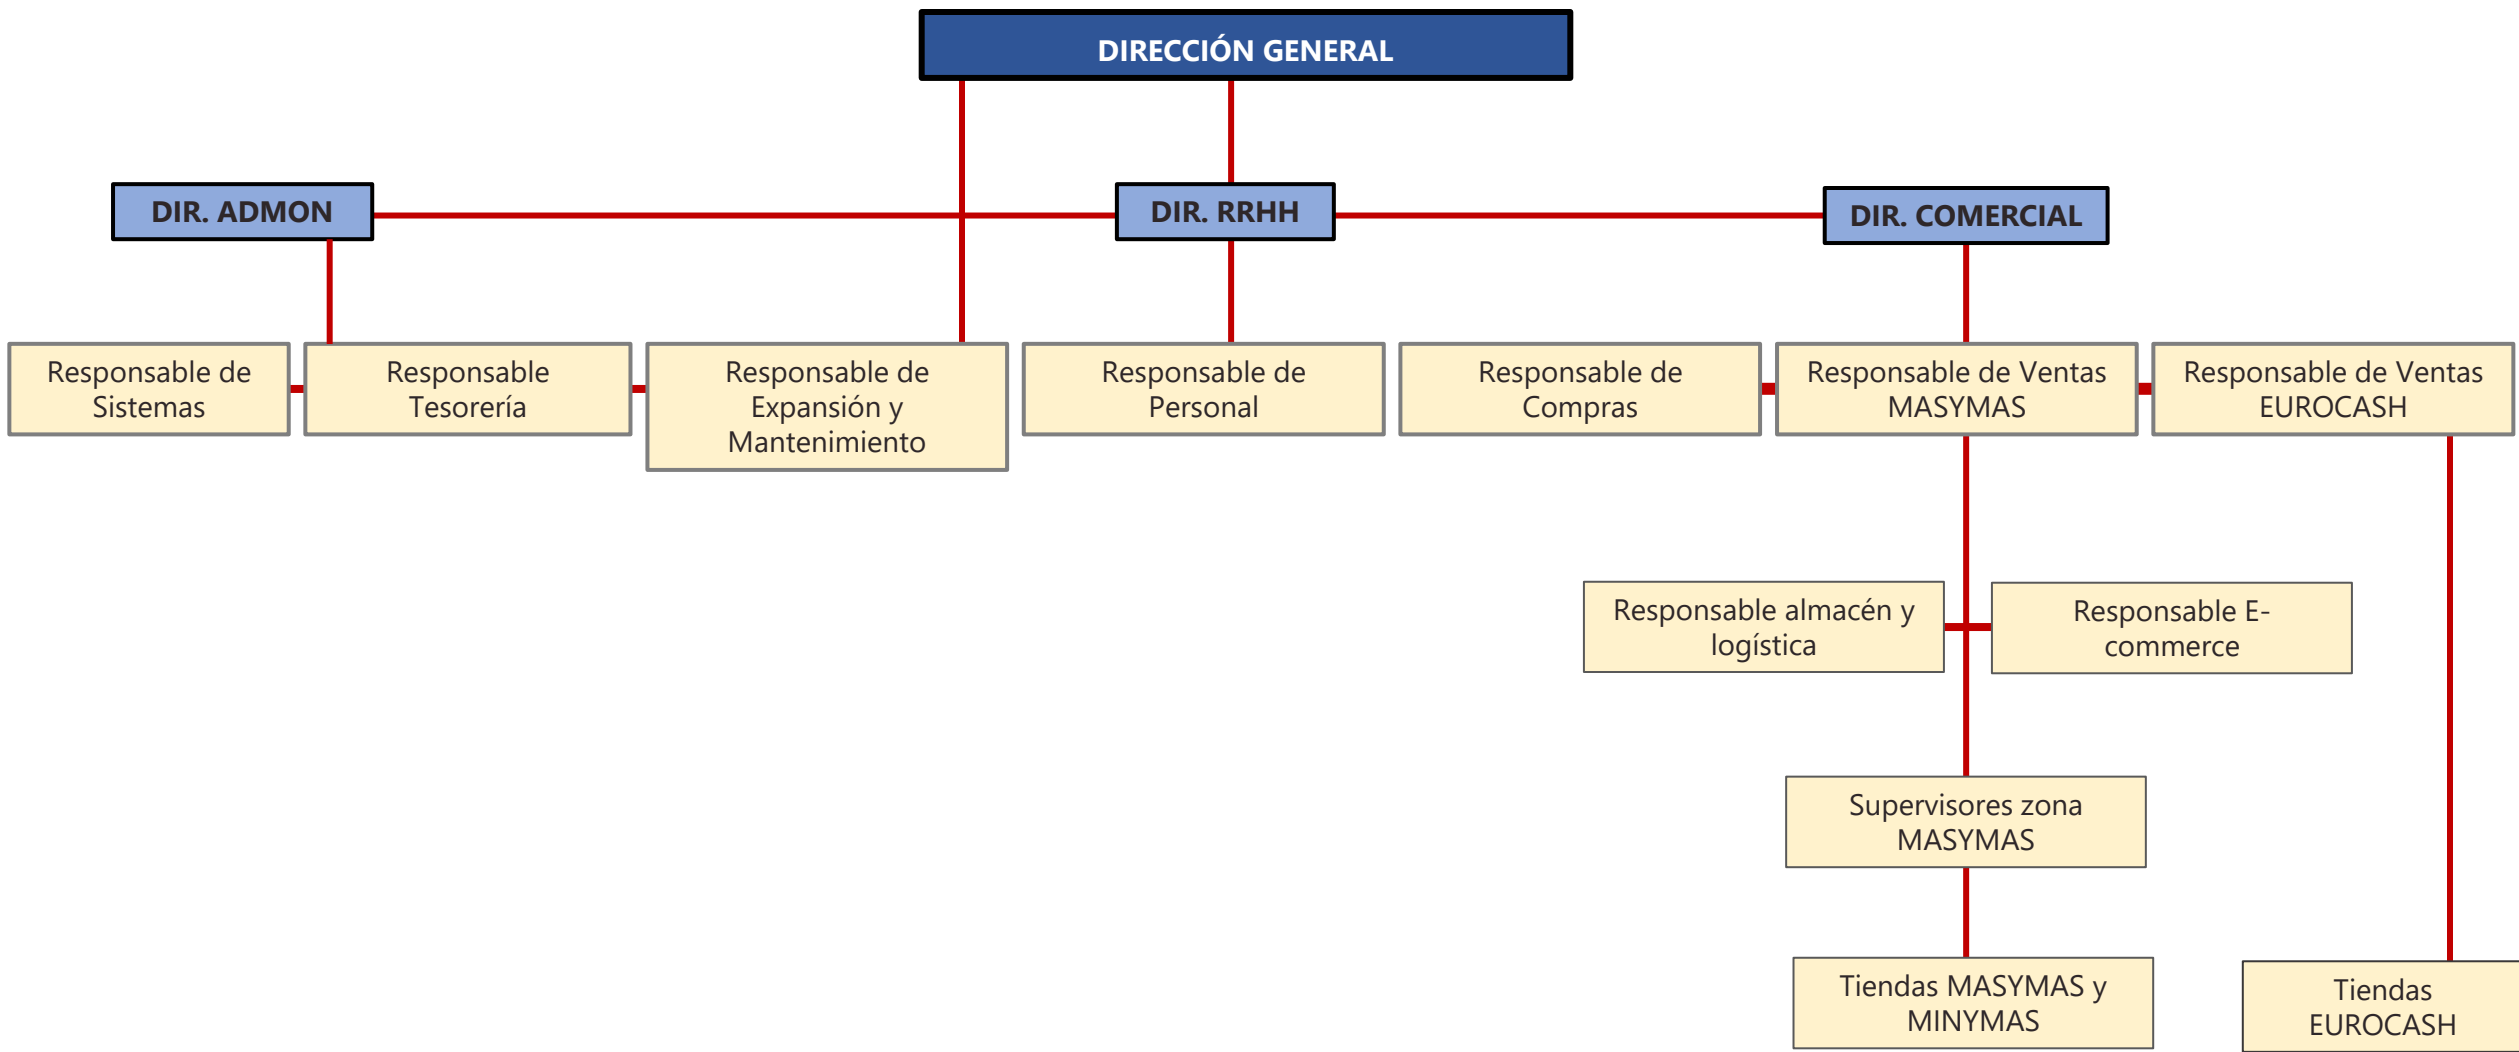 DIRECCIÓN GENERAL
DIR. ADMON
DIR. RRHH
DIR. COMERCIAL
Responsable de
Sistemas
Responsable
Tesorería
Responsable de
Expansión y
Mantenimiento
Responsable de
Personal
Responsable de
Compras
Responsable de Ventas
MASYMAS
Responsable de Ventas
EUROCASH
Responsable almacén y
logística
Responsable E-
commerce
Supervisores zona
MASYMAS
Tiendas MASYMAS y
MINYMAS
Tiendas
EUROCASH